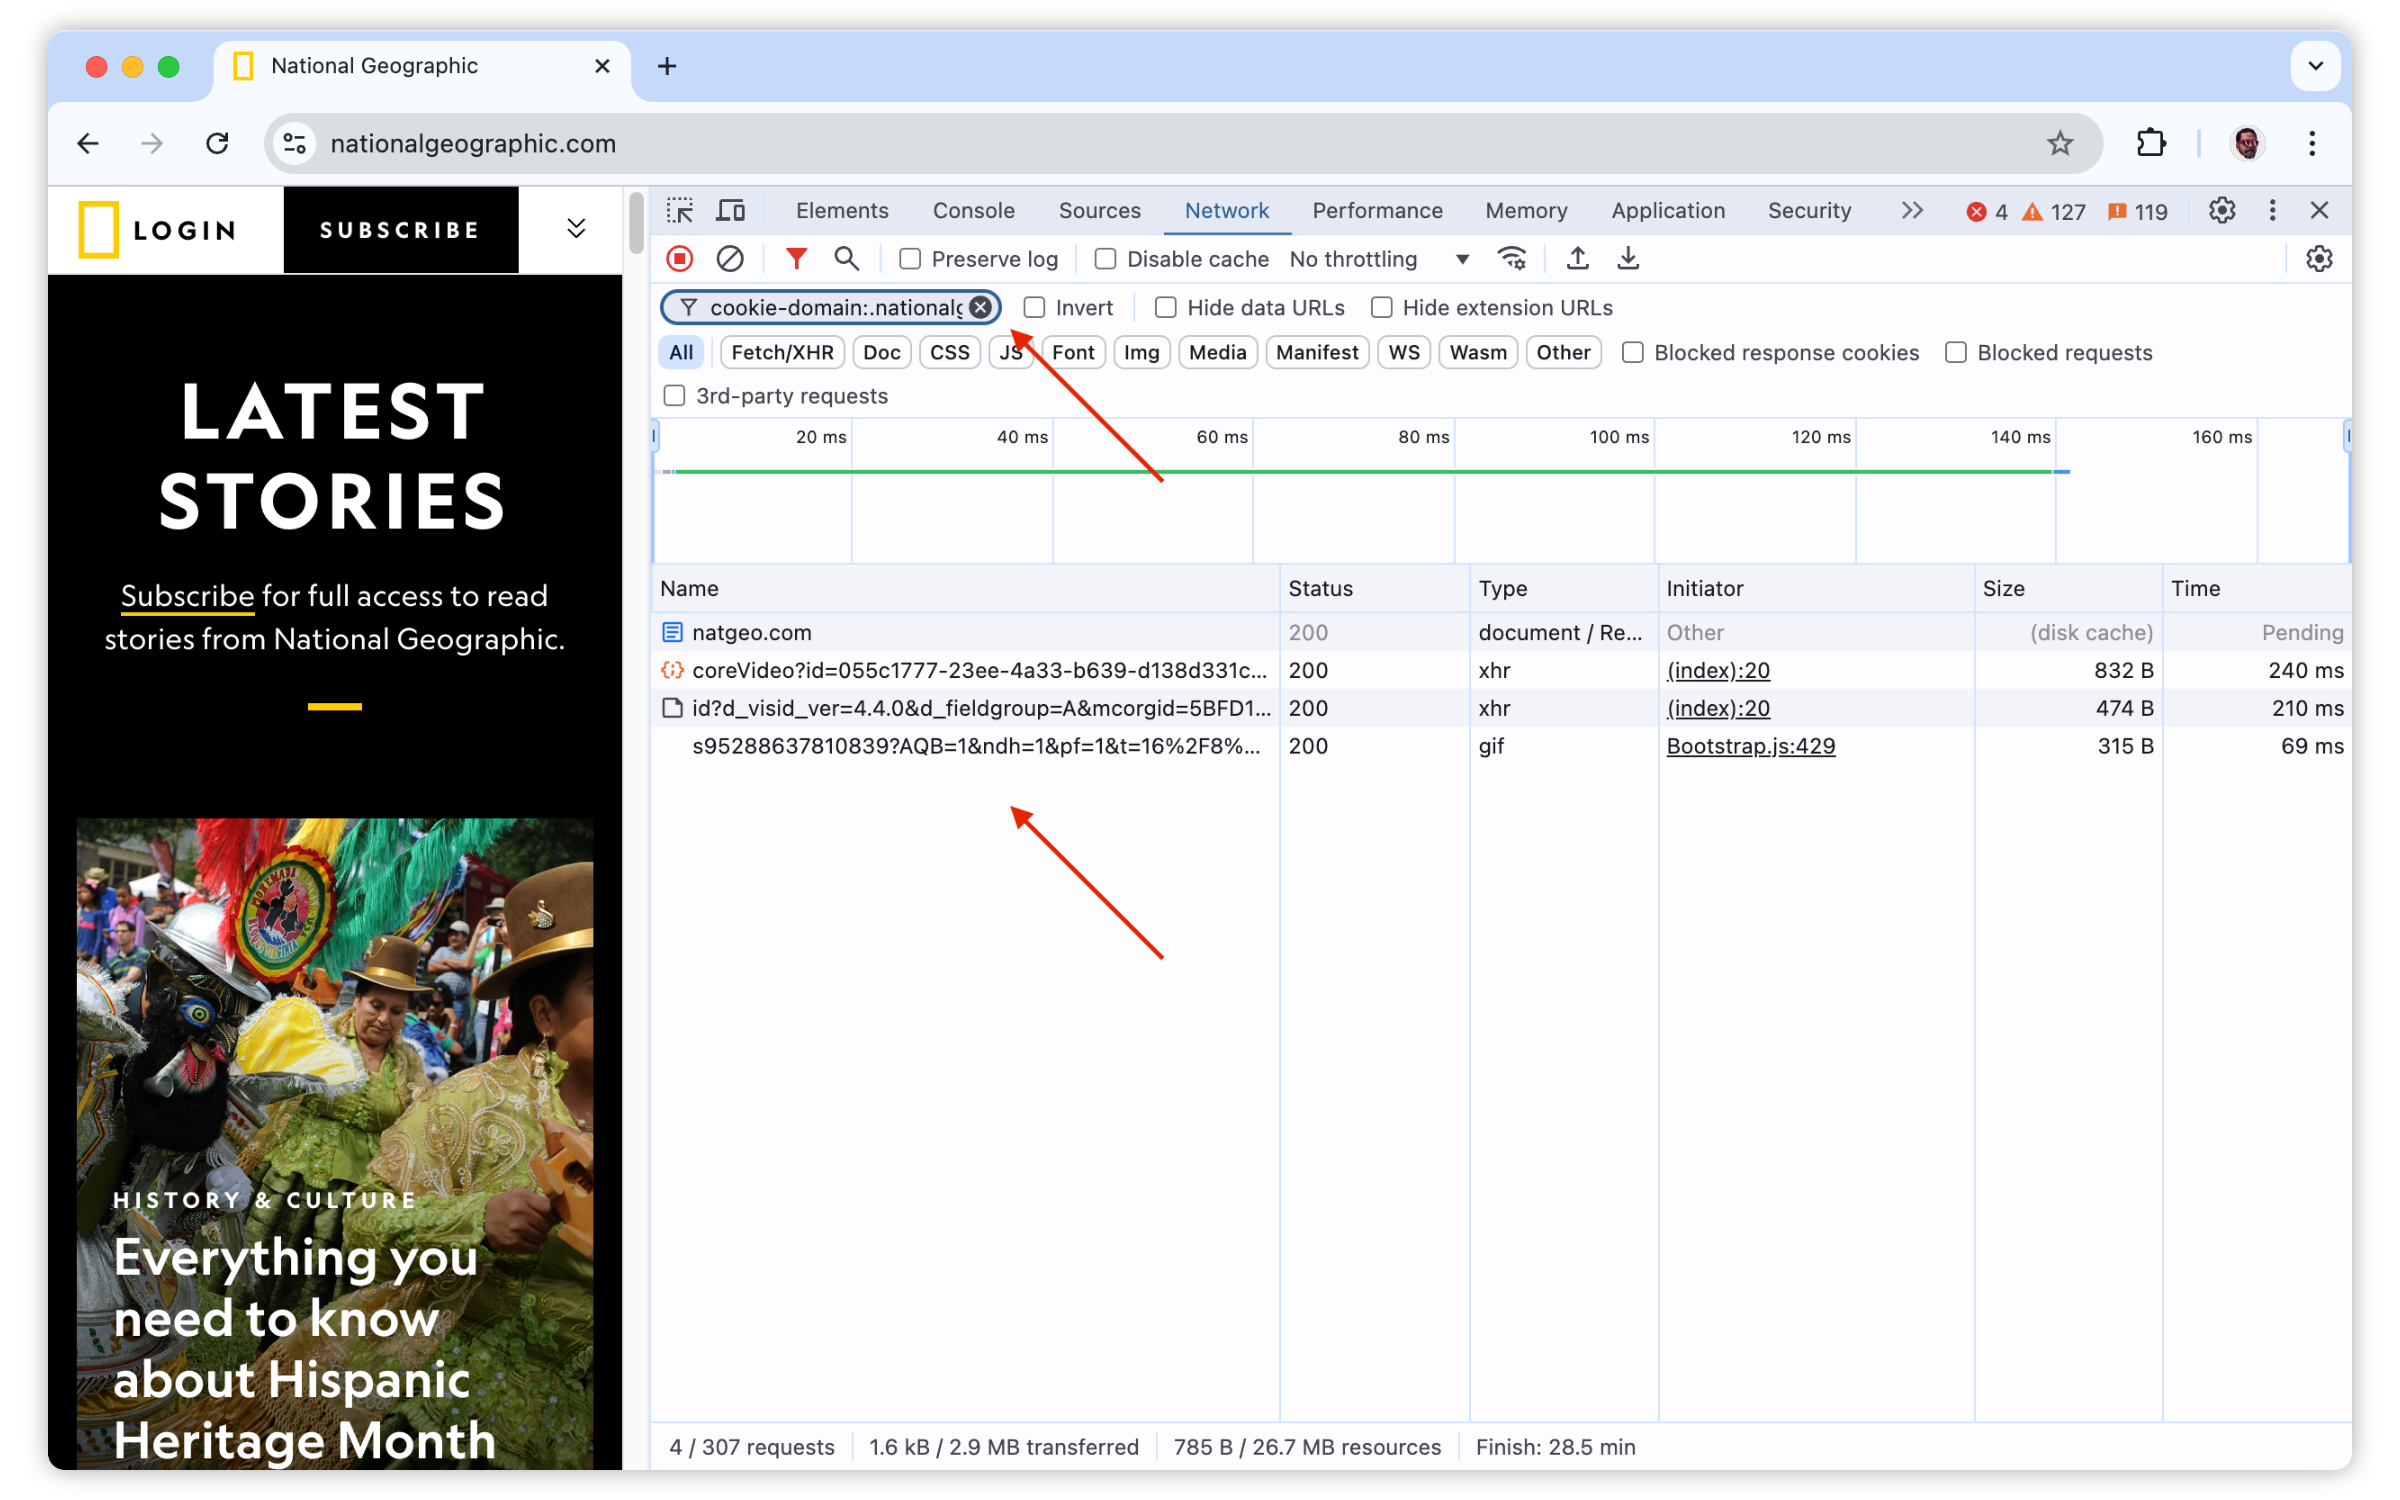 National Geographic
nationalgeographic.com
LOGIN
SUBSCRIBE
LATEST
STORIES
Subscribe for full access to read
stories from National Geographic.
HISTORY & CULTURE
Everything you
need to know
about Hispanic
Heritage Month
Elements Console Sources Network Performance Memory Application Security 4 127 119
Preserve log Disable cache No throttling
cookie-domain:.national Invert Hide data URLs Hide extension URLs
All Fetch/XHR Doc CSS JS Font Img Media Manifest WS Wasm Other Blocked response cookies Blocked requests
3rd-party requests
20 ms 40 ms 60 ms 80 ms 100 ms 120 ms 140 ms 160 ms
Name Status Type Initiator Size Time
natgeo.com 200 document / Re... Other (disk cache) Pending
coreVideo?id=055c1777-23ee-4a33-b639-d138d331c... 200 xhr (index):20 832 B 240 ms
id?d_visid_ver=4.4.0&d_fieldgroup=A&mcorgid=5BFD1... 200 xhr (index):20 474 B 210 ms
s95288637810839?AQB=1&ndh=1&pf=1&t=16%2F8%... 200 gif Bootstrap.js:429 315 B 69 ms
4 / 307 requests 1.6 kB / 2.9 MB transferred 785 B / 26.7 MB resources Finish: 28.5 min